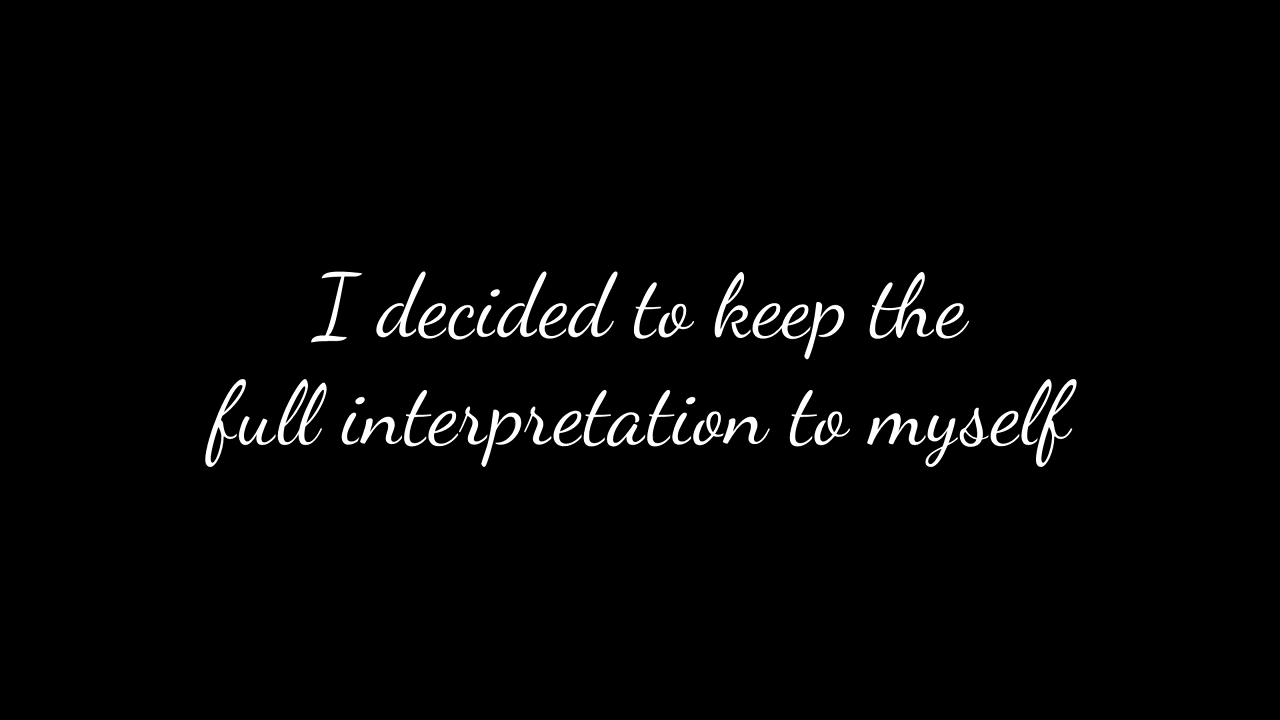 I decided to keep the
full interpretation to myself